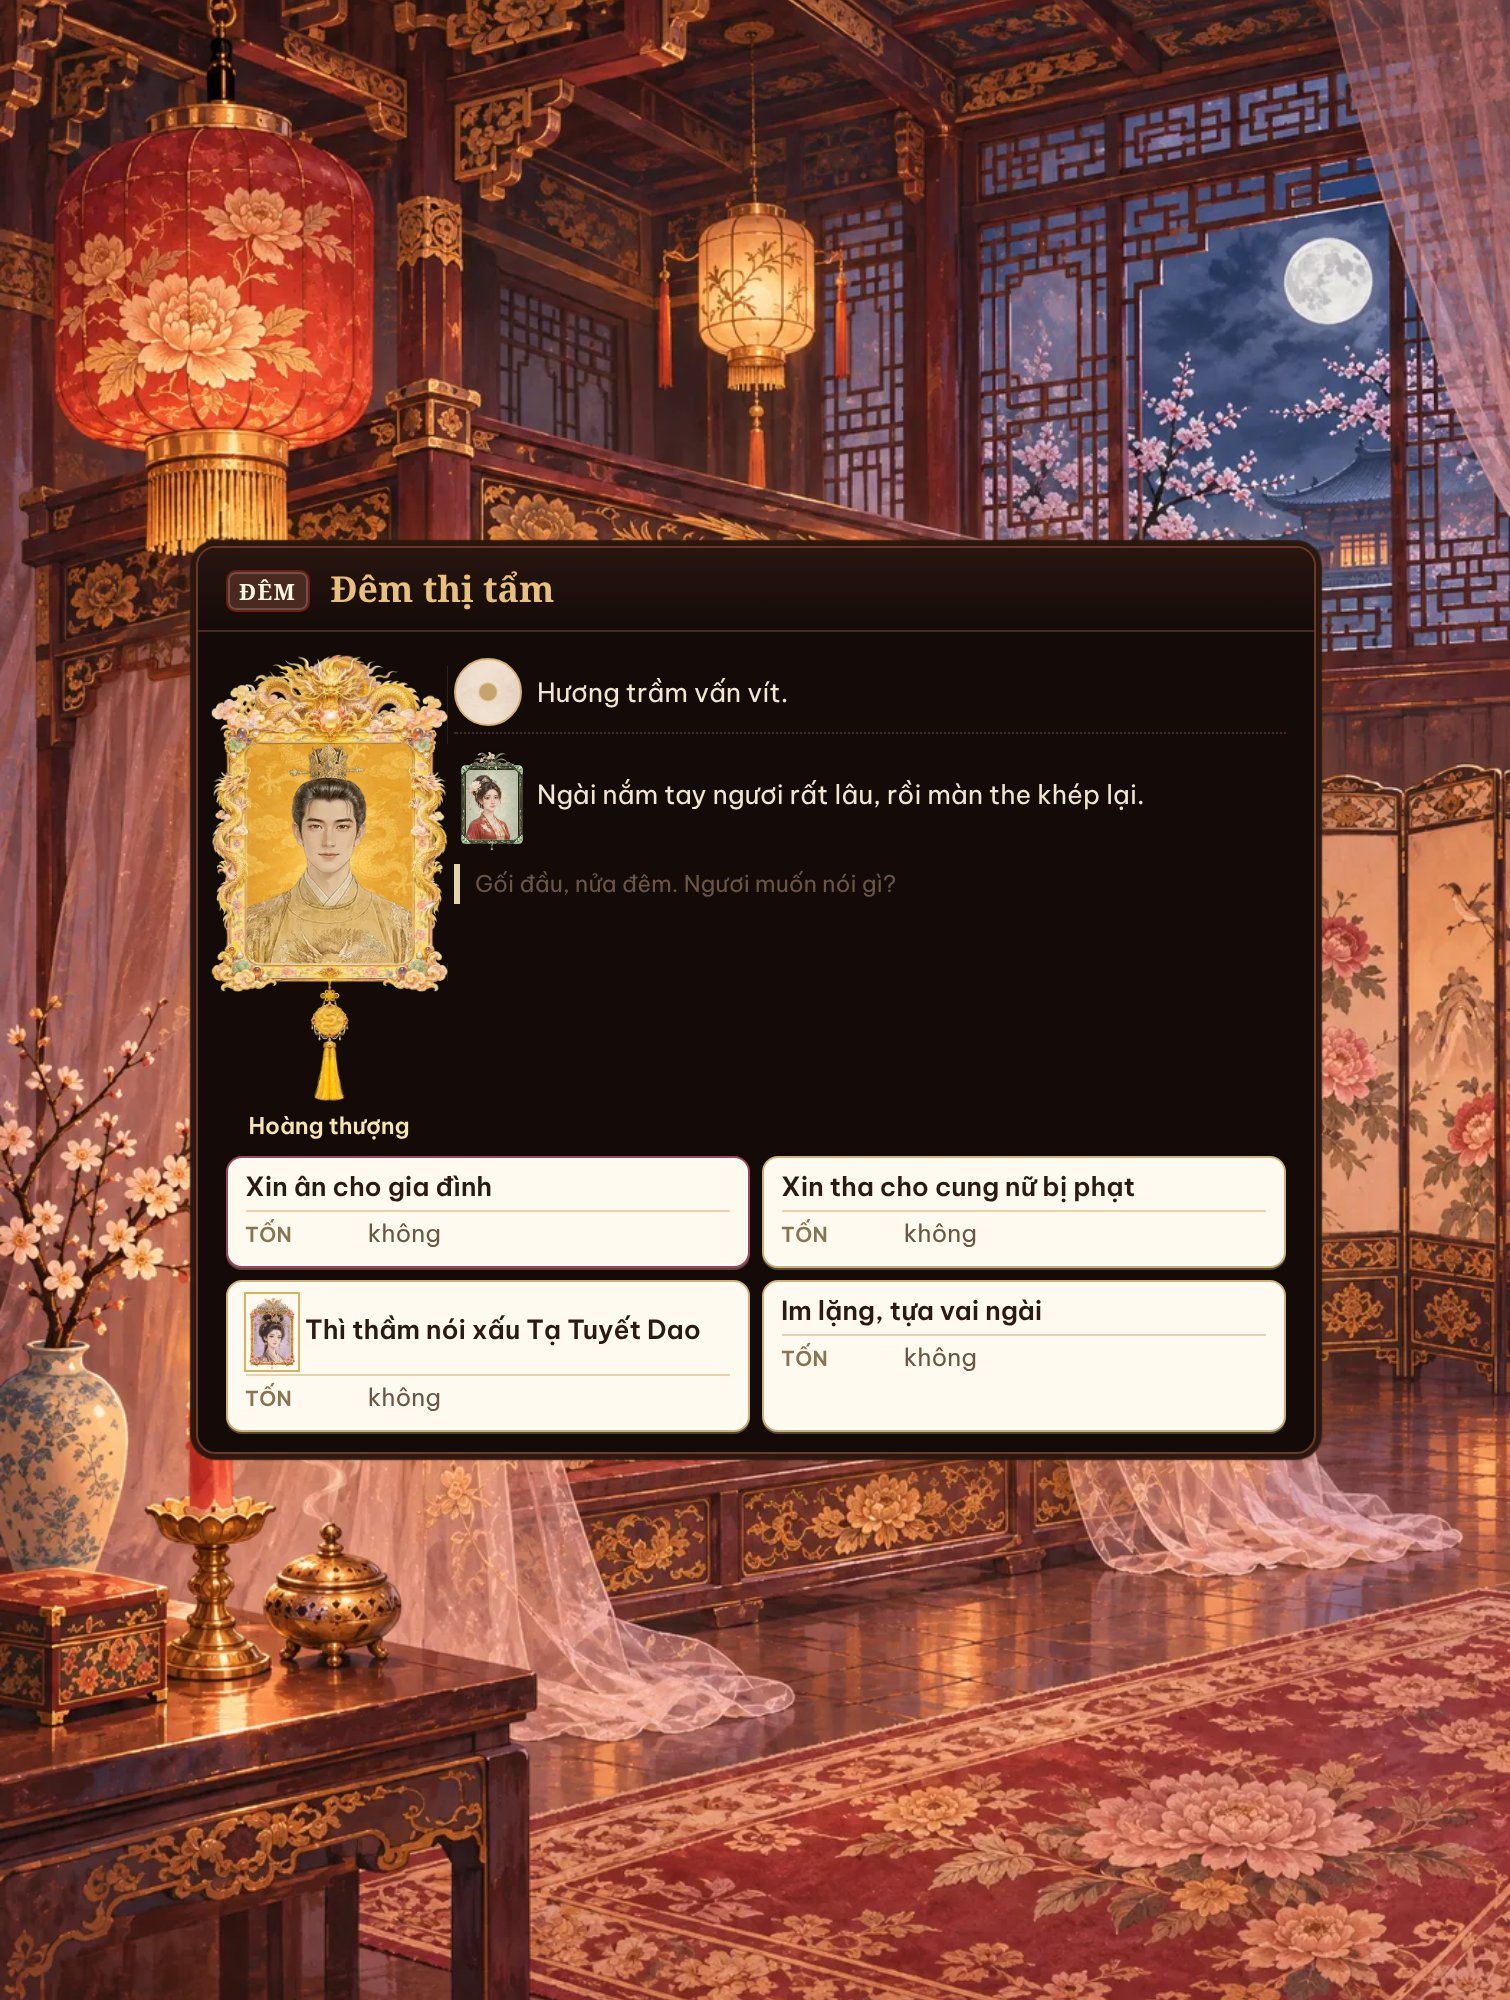 ĐÊM
Đêm thị tẩm
Hương trầm vấn vít.
Ngài nắm tay ngươi rất lâu, rồi màn the khép lại.
Gối đầu, nửa đêm. Ngươi muốn nói gì?
Hoàng thượng
Xin ân cho gia đình
TỐN không
Xin tha cho cung nữ bị phạt
TỐN không
Thì thầm nói xấu Tạ Tuyết Dao
TỐN không
Im lặng, tựa vai ngài
TỐN không